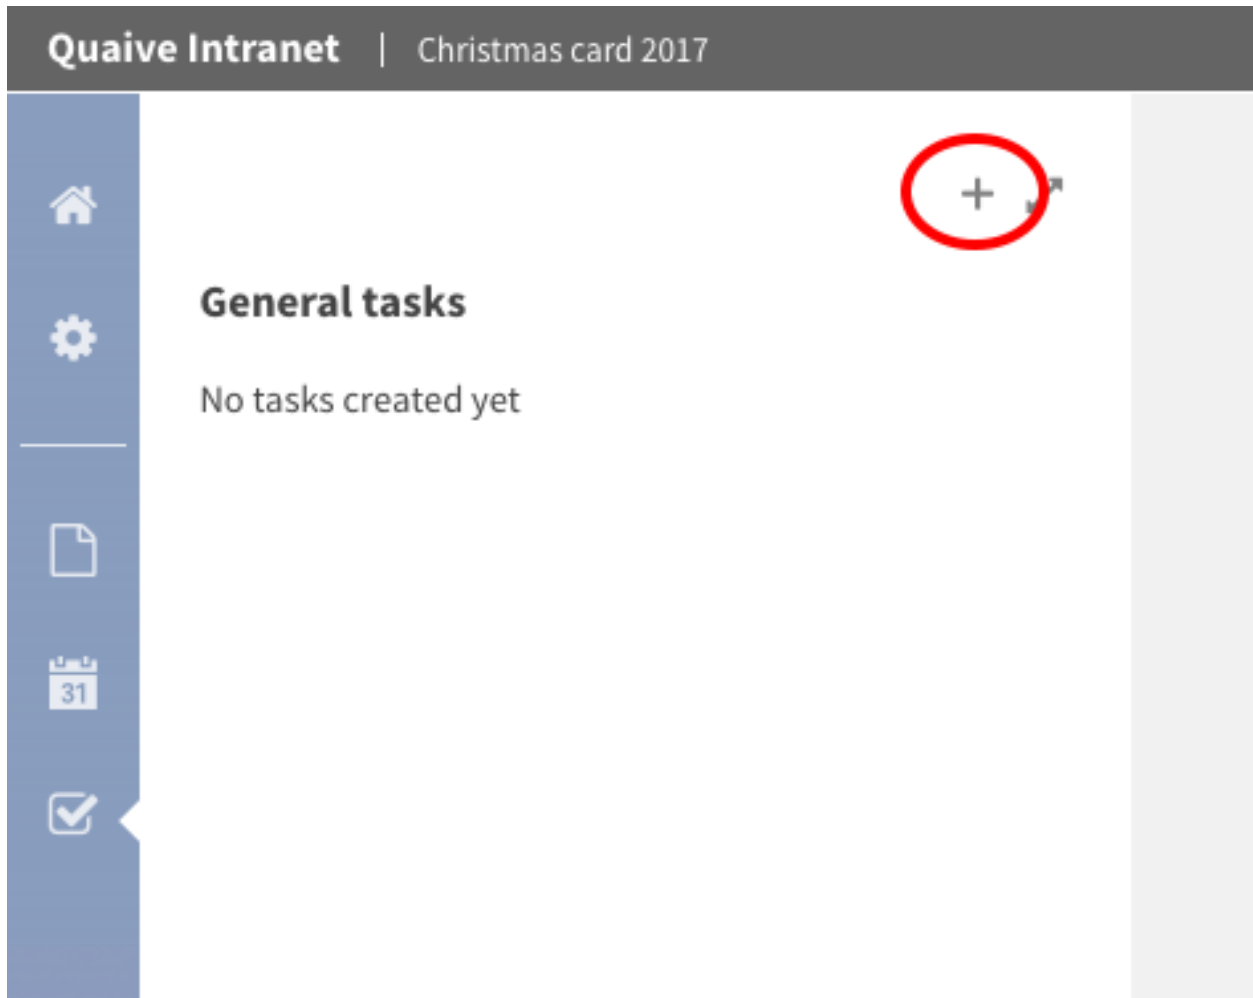 Quaive Intranet | Christmas card 2017
General tasks
No tasks created yet
31